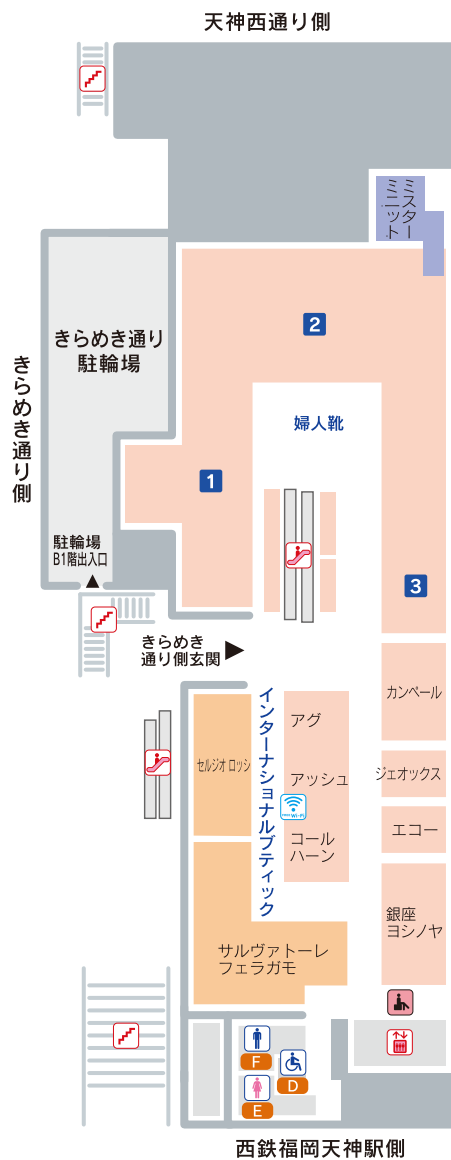 天神西通り側
ミスター
ミニット
2
きらめき通り
駐輪場
きらめき通り側
婦人靴
1
駐輪場
B1階出入口
3
きらめき
通り側玄関
カンペール
インターナショナルブティック
アグ
セルジオ ロッシ
アッシュ
ジェオックス
Wi-Fi
コール
ハーン
エコー
銀座
ヨシノヤ
サルヴァトーレ
フェラガモ
F
D
E
西鉄福岡天神駅側